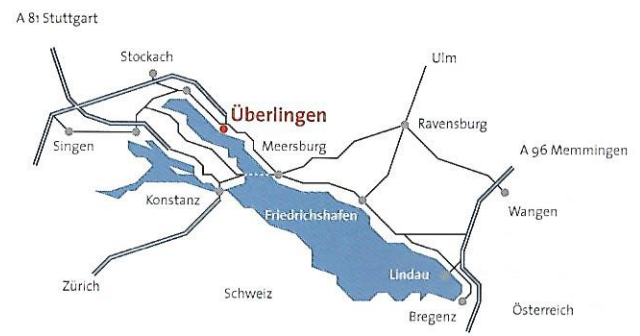 A 81 Stuttgart
Stockach
Ulm
Überlingen
Ravensburg
Singen
Meersburg
A 96 Memmingen
Konstanz
Friedrichshafen
Wangen
Lindau
Zürich
Schweiz
Bregenz
Österreich